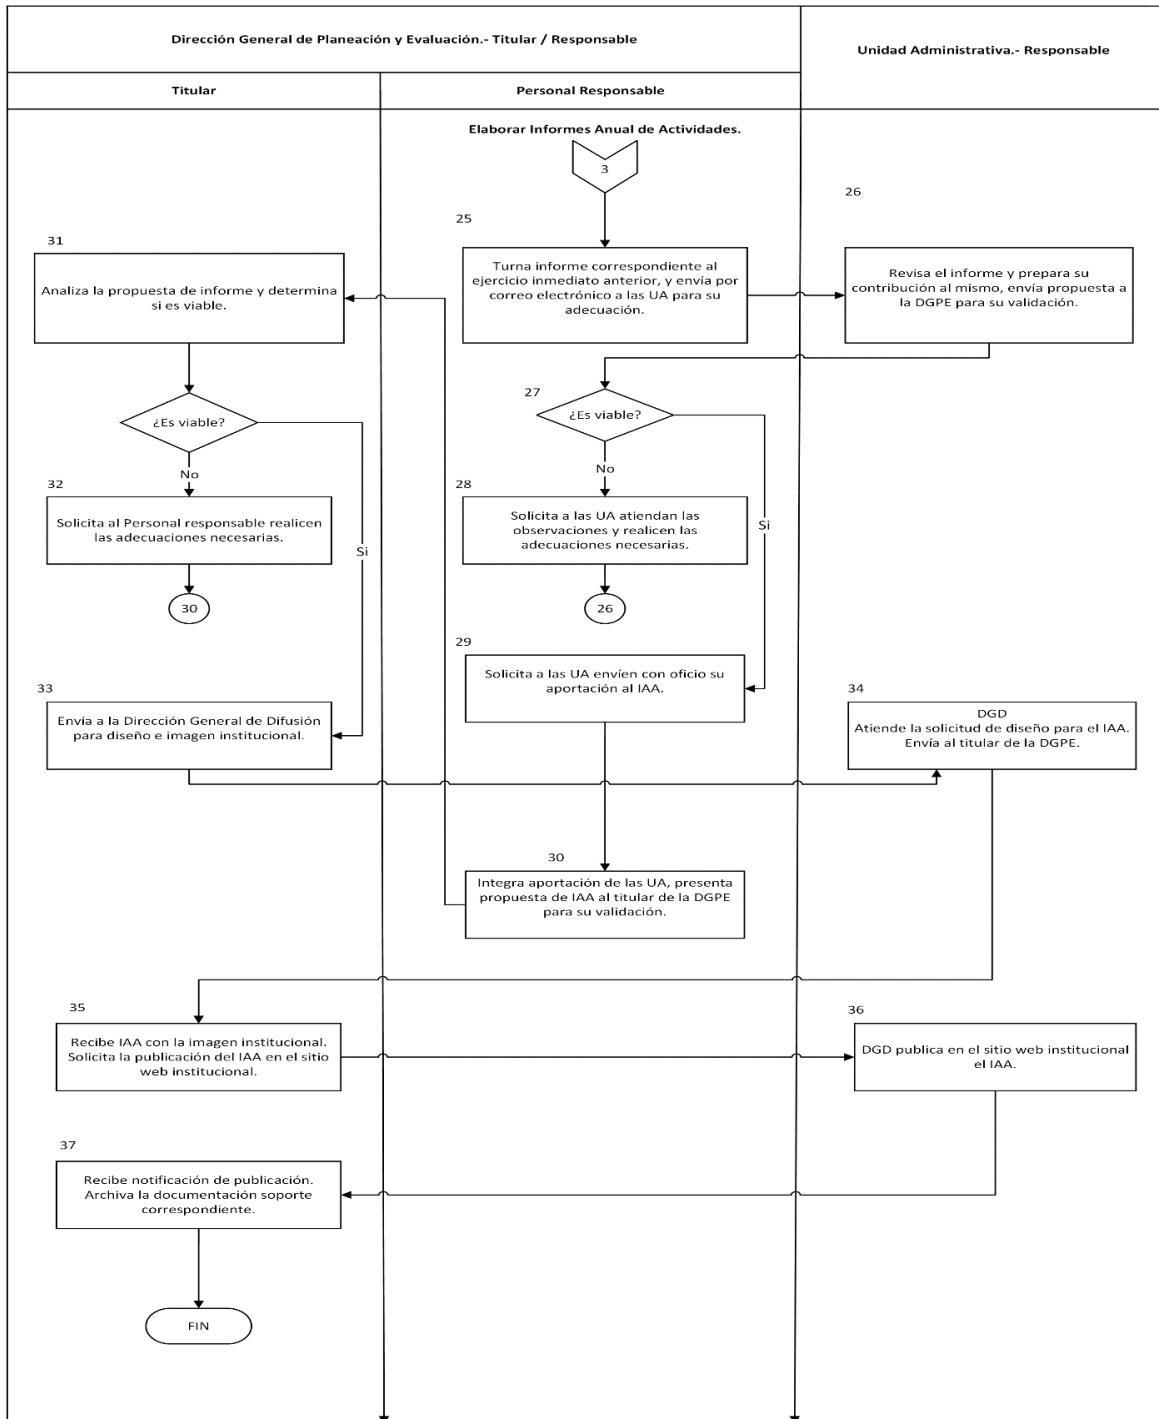 Dirección General de Planeación y Evaluación.- Titular / Responsable
Unidad Administrativa.- Responsable
Titular
Personal Responsable
Elaborar Informes Anual de Actividades.
3
25
Turna informe correspondiente al
ejercicio inmediato anterior, y envía por
correo electrónico a las UA para su
adecuación.
26
Revisa el informe y prepara su
contribución al mismo, envía propuesta a
la DGPE para su validación.
27
¿Es viable?
No
Si
28
Solicita a las UA atiendan las
observaciones y realicen las
adecuaciones necesarias.
26
29
Solicita a las UA envíen con oficio su
aportación al IAA.
30
Integra aportación de las UA, presenta
propuesta de IAA al titular de la DGPE
para su validación.
31
Analiza la propuesta de informe y determina
si es viable.
¿Es viable?
No
Si
32
Solicita al Personal responsable realicen
las adecuaciones necesarias.
30
33
Envía a la Dirección General de Difusión
para diseño e imagen institucional.
34
DGD
Atiende la solicitud de diseño para el IAA.
Envía al titular de la DGPE.
35
Recibe IAA con la imagen institucional.
Solicita la publicación del IAA en el sitio
web institucional.
36
DGD publica en el sitio web institucional
el IAA.
37
Recibe notificación de publicación.
Archiva la documentación soporte
correspondiente.
FIN